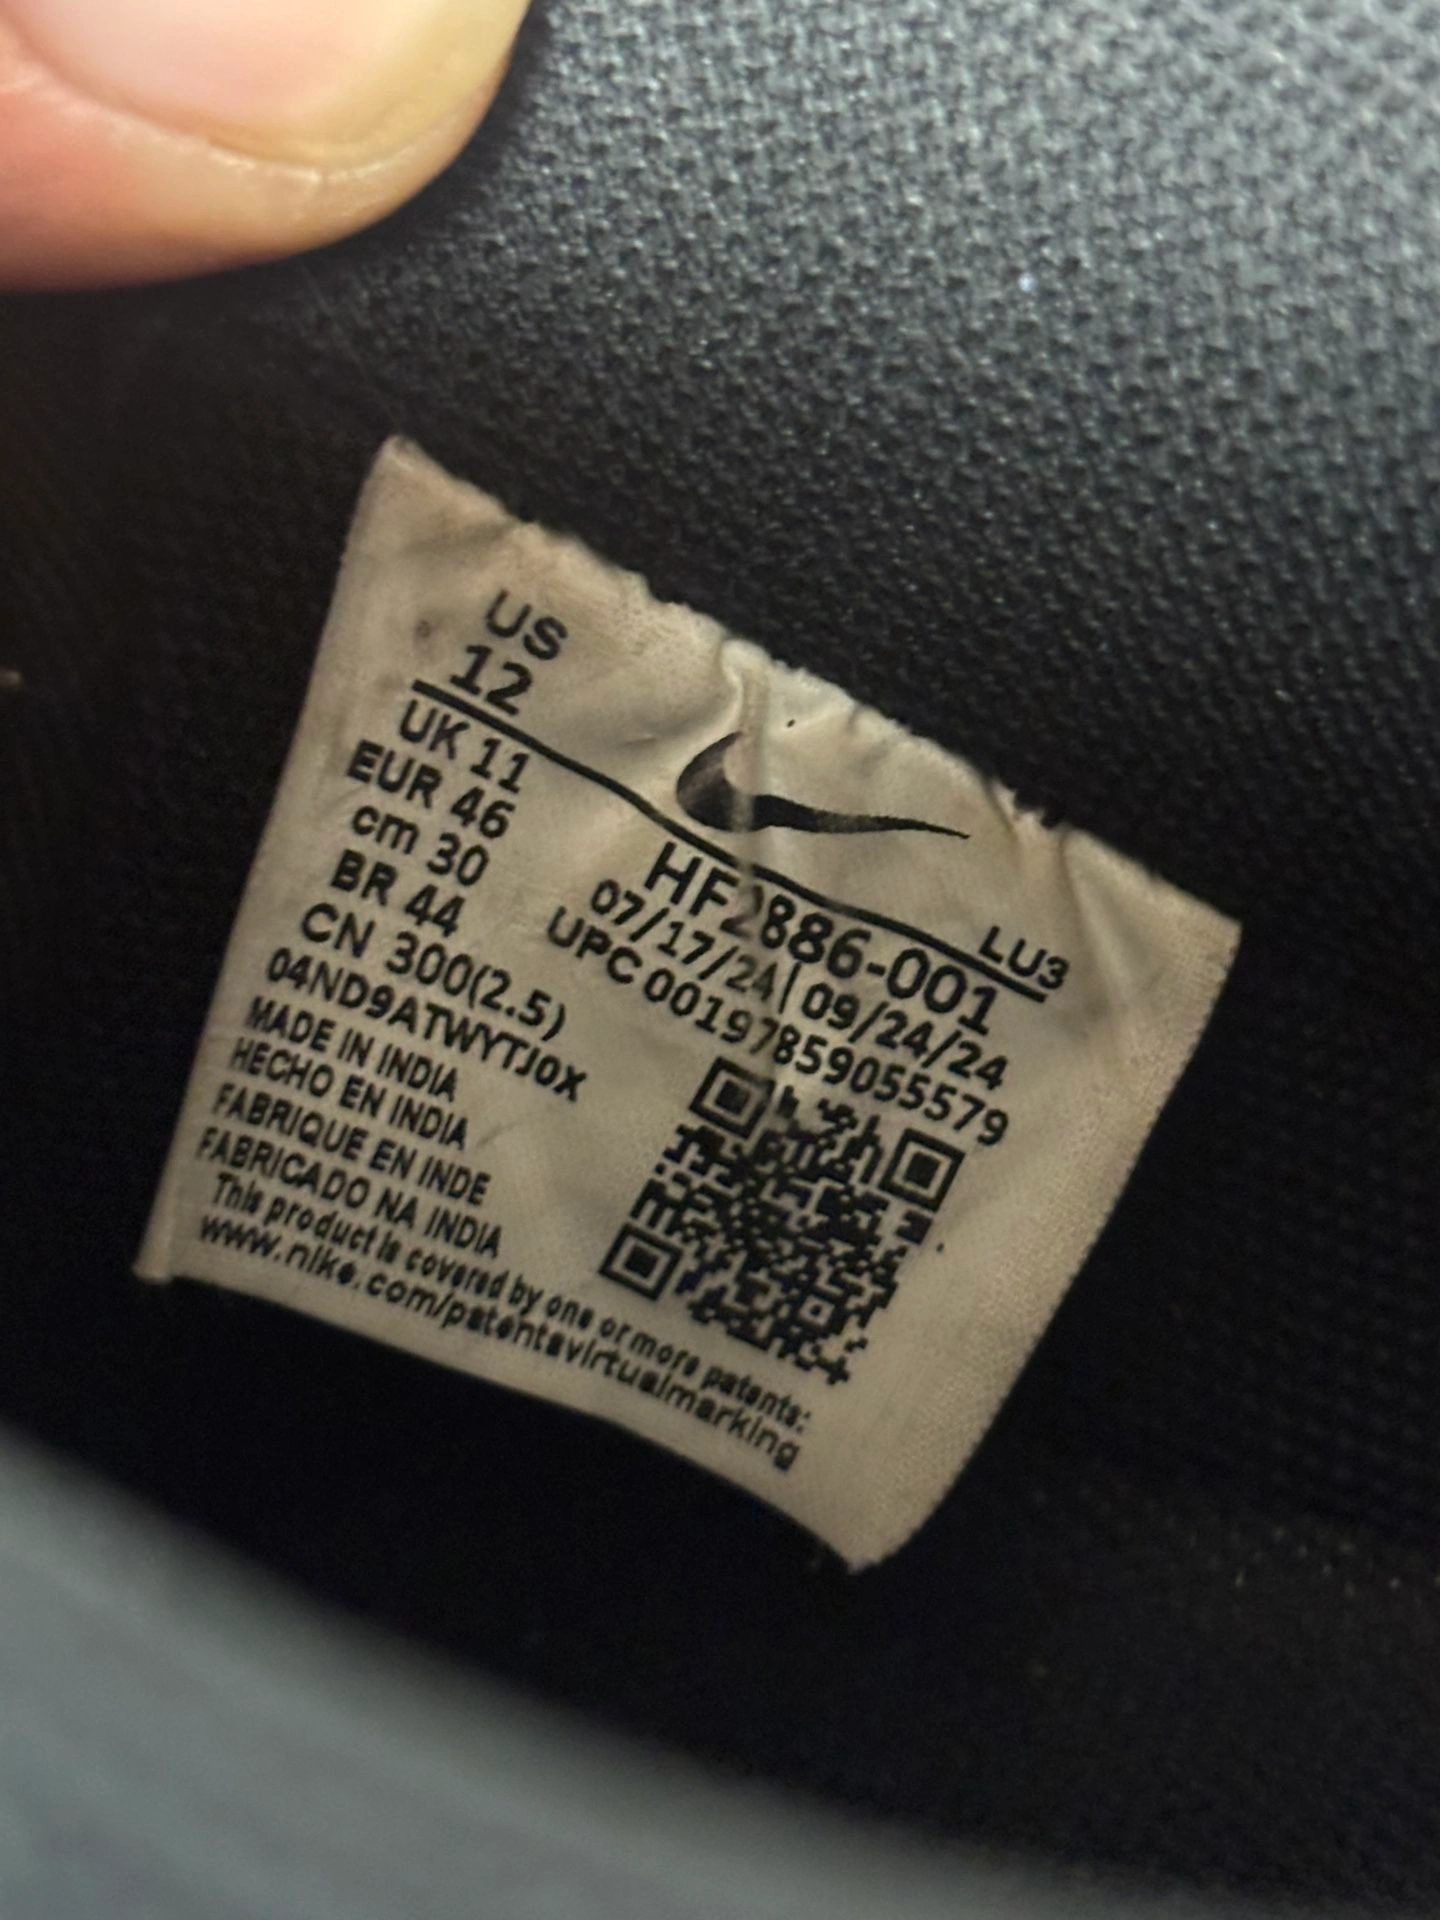 US
12
LU3
UK 11
EUR 46
cm 30
BR 44
CN 300(2.5)
04ND9ATWYTJ0X
HF2886-001
07/17/24| 09/24/24
UPC 00197859055579
MADE IN INDIA
HECHO EN INDIA
FABRIQUE EN INDE
FABRICADO NA INDIA
This product is covered by one or more patents:
www.nike.com/patentsvirtualmarking